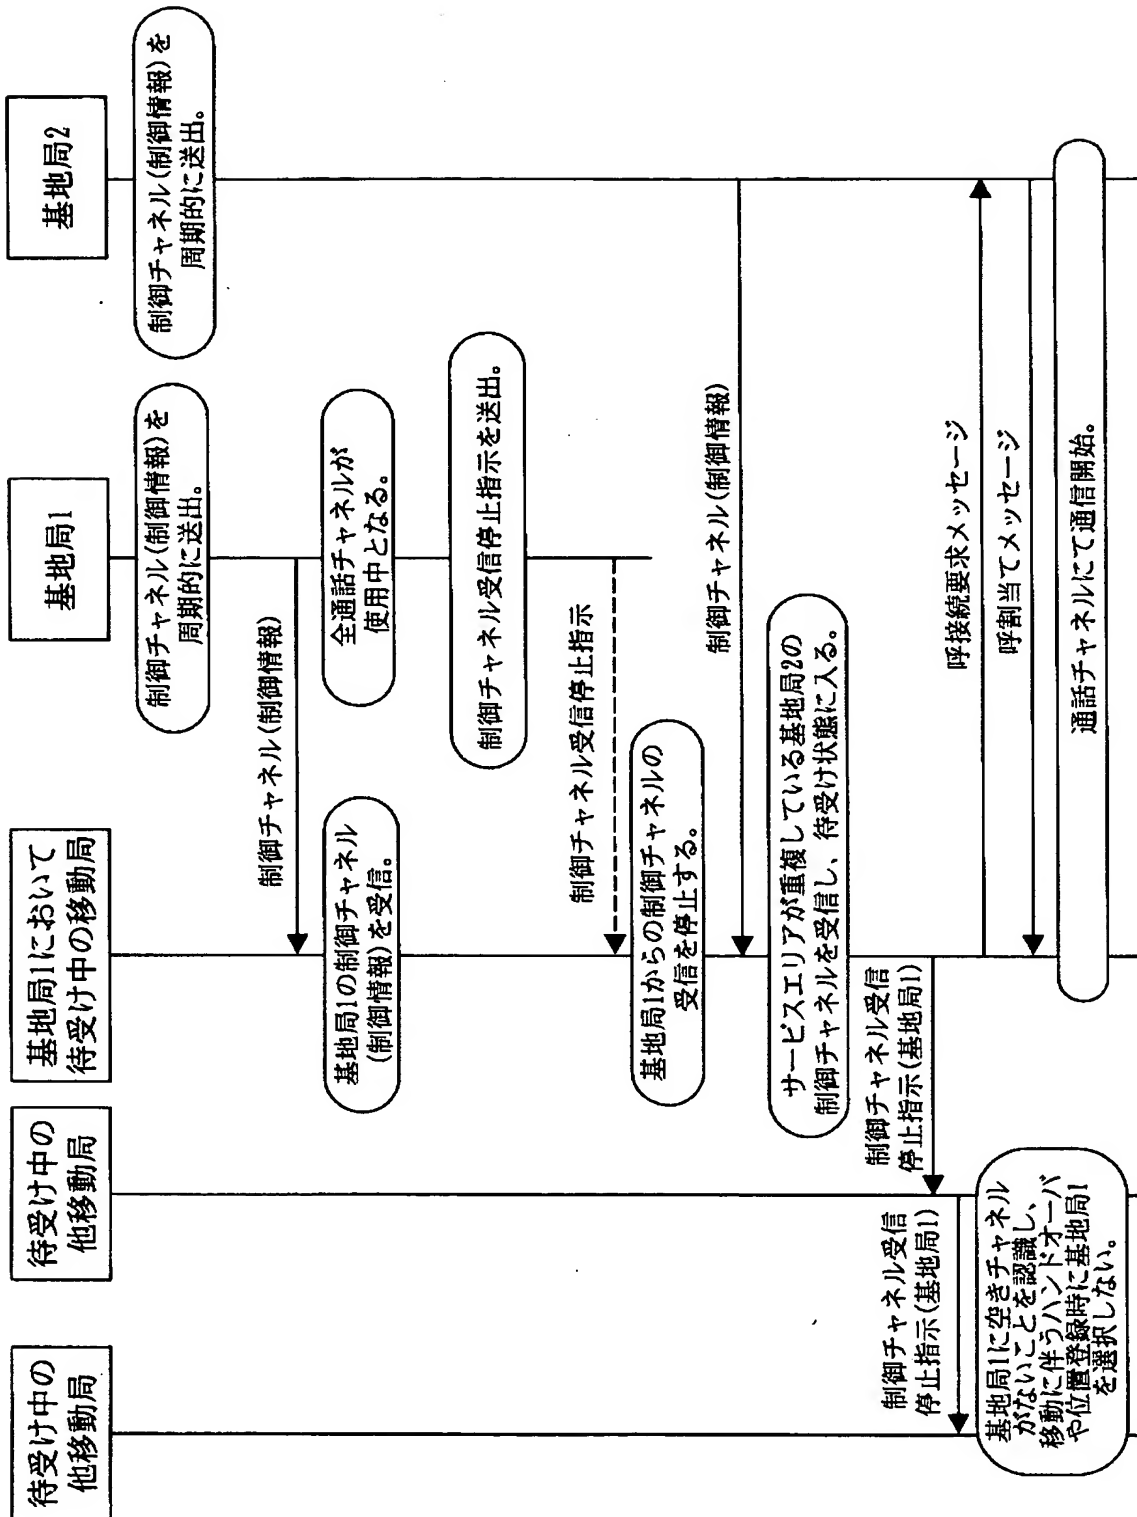 待受け中の
他移動局
待受け中の
他移動局
基地局1において
待受け中の移動局
基地局1
基地局2
制御チャネル(制御情報)を
周期的に送出。
制御チャネル(制御情報)を
周期的に送出。
制御チャネル(制御情報)
基地局1の制御チャネル
(制御情報)を受信。
全通話チャネルが
使用中となる。
制御チャネル受信停止指示を送出。
制御チャネル受信停止指示
基地局1からの制御チャネルの
受信を停止する。
制御チャネル(制御情報)
サービスエリアが重複している基地局2の
制御チャネルを受信し、待受け状態に入る。
制御チャネル受信
停止指示(基地局1)
制御チャネル受信
停止指示(基地局1)
呼接続要求メッセージ
呼割当てメッセージ
基地局1に空きチャネル
がないことを認識し、
移動に伴うハンドオーバ
や位置登録時に基地局1
を選択しない。
通話チャネルにて通信開始。